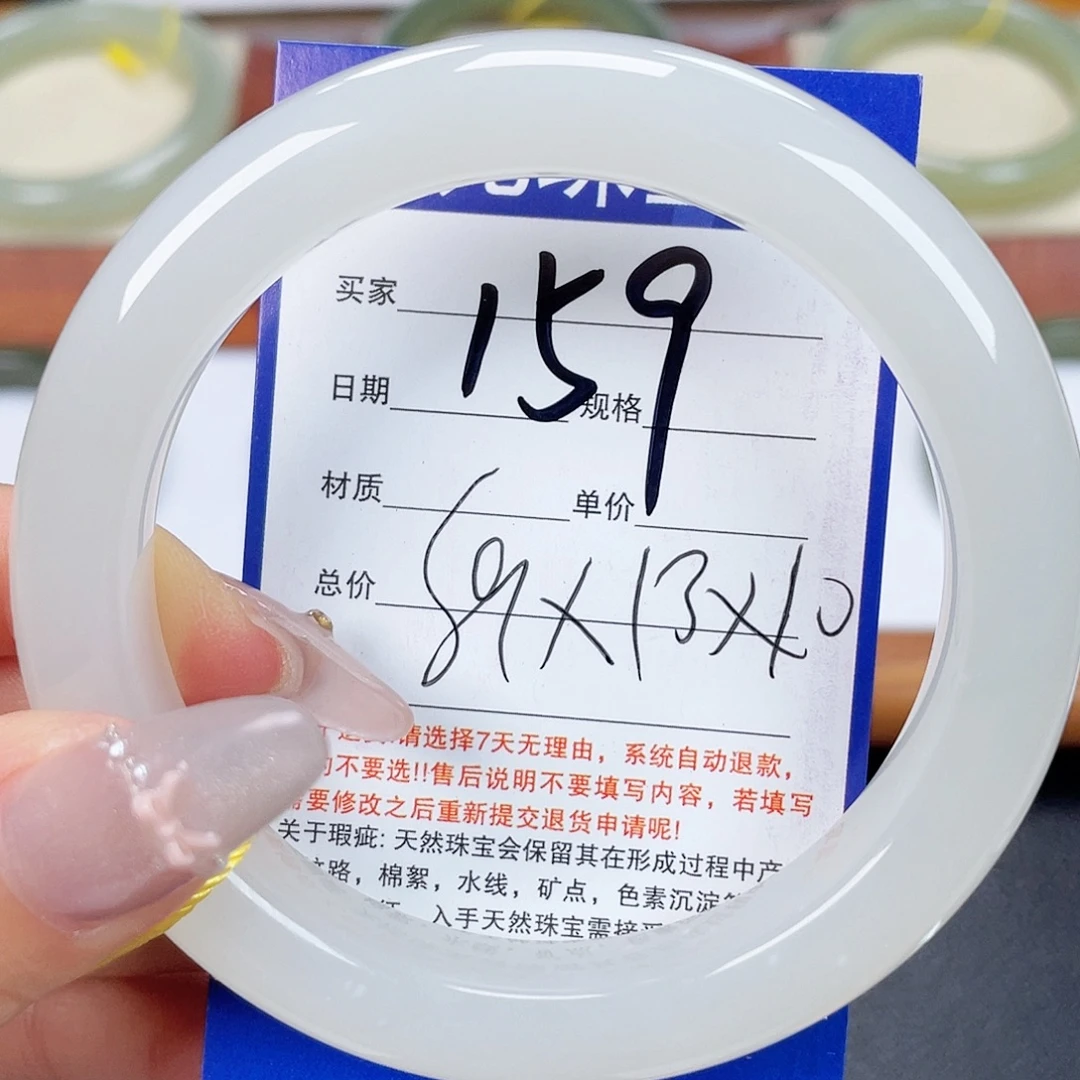 买家
159
日期 规格
材质 单价
总价
59X13X10
请选择7天无理由，系统自动退款，
不要选!!售后说明不要填写内容，若填写
需要修改之后重新提交退货申请呢!
关于瑕疵: 天然珠宝会保留其在形成过程中产
路，棉絮，水线，矿点，色素沉淀
入手天然珠宝需接